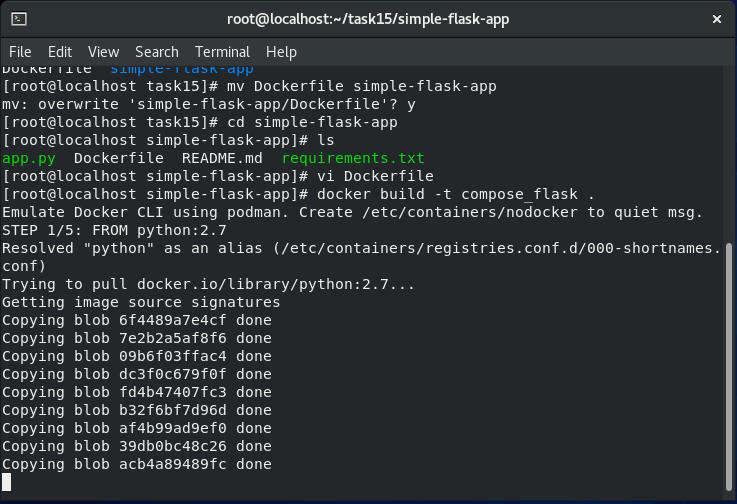 root@localhost:~/task15/simple-flask-app
File Edit View Search Terminal Help
Dockerfile simple-flask-app
[root@localhost task15]# mv Dockerfile simple-flask-app
mv: overwrite 'simple-flask-app/Dockerfile'? y
[root@localhost task15]# cd simple-flask-app
[root@localhost simple-flask-app]# ls
app.py Dockerfile README.md requirements.txt
[root@localhost simple-flask-app]# vi Dockerfile
[root@localhost simple-flask-app]# docker build -t compose_flask .
Emulate Docker CLI using podman. Create /etc/containers/nodocker to quiet msg.
STEP 1/5: FROM python:2.7
Resolved "python" as an alias (/etc/containers/registries.conf.d/000-shortnames.
conf)
Trying to pull docker.io/library/python:2.7...
Getting image source signatures
Copying blob 6f4489a7e4cf done
Copying blob 7e2b2a5af8f6 done
Copying blob 09b6f03ffac4 done
Copying blob dc3f0c679f0f done
Copying blob fd4b47407fc3 done
Copying blob b32f6bf7d96d done
Copying blob af4b99ad9ef0 done
Copying blob 39db0bc48c26 done
Copying blob acb4a89489fc done